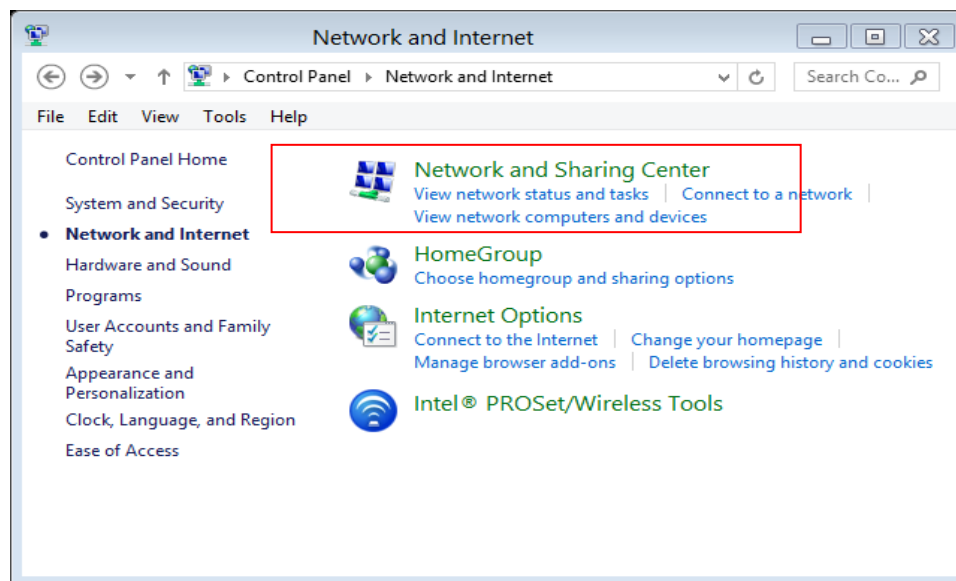 Network and Internet
Control Panel Network and Internet
Search Co...
File Edit View Tools Help
Control Panel Home
System and Security
Network and Internet
Hardware and Sound
Programs
User Accounts and Family
Safety
Appearance and
Personalization
Clock, Language, and Region
Ease of Access
Network and Sharing Center
View network status and tasks Connect to a network
View network computers and devices
HomeGroup
Choose homegroup and sharing options
Internet Options
Connect to the Internet Change your homepage
Manage browser add-ons Delete browsing history and cookies
Intel® PROSet/Wireless Tools